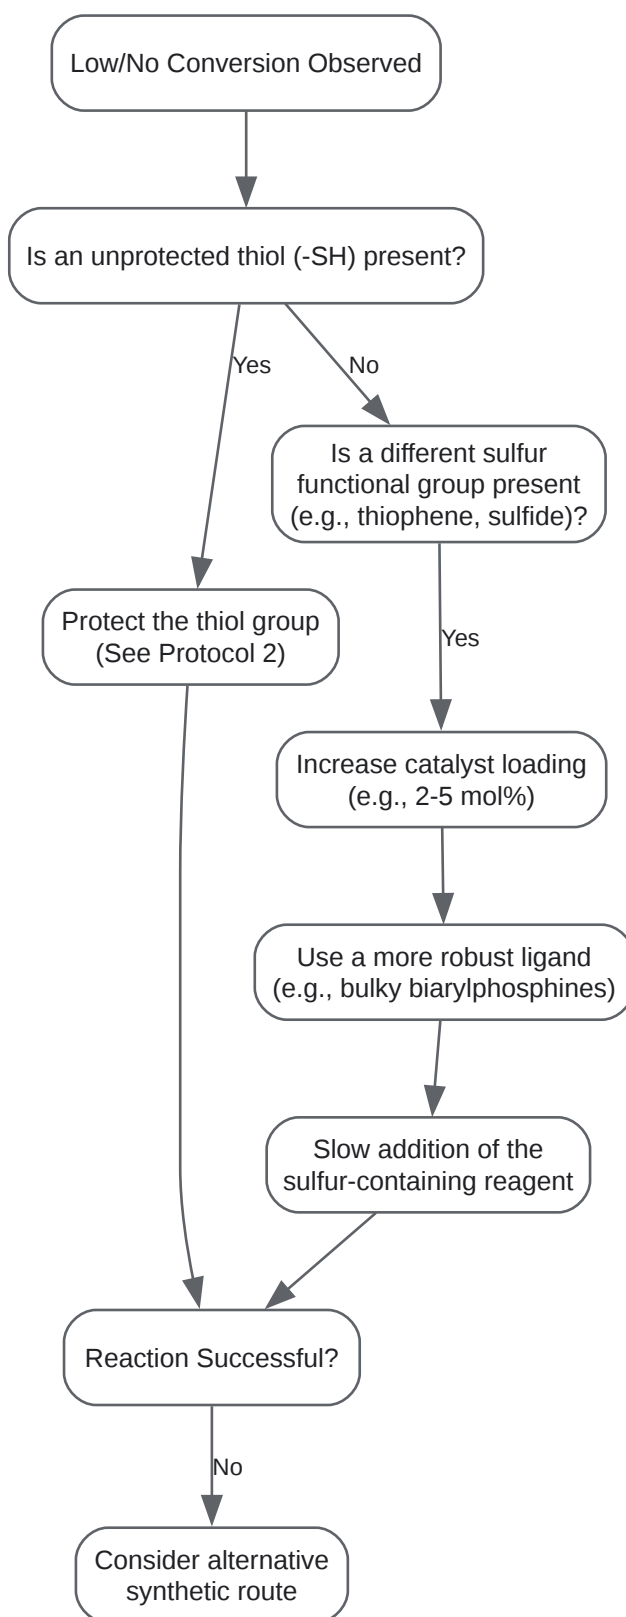 Low/No Conversion Observed
Is an unprotected thiol (-SH) present?
Yes
No
Is a different sulfur
functional group present
(e.g., thiophene, sulfide)?
Protect the thiol group
(See Protocol 2)
Yes
Increase catalyst loading
(e.g., 2-5 mol%)
Use a more robust ligand
(e.g., bulky biarylphosphines)
Slow addition of the
sulfur-containing reagent
Reaction Successful?
No
Consider alternative
synthetic route